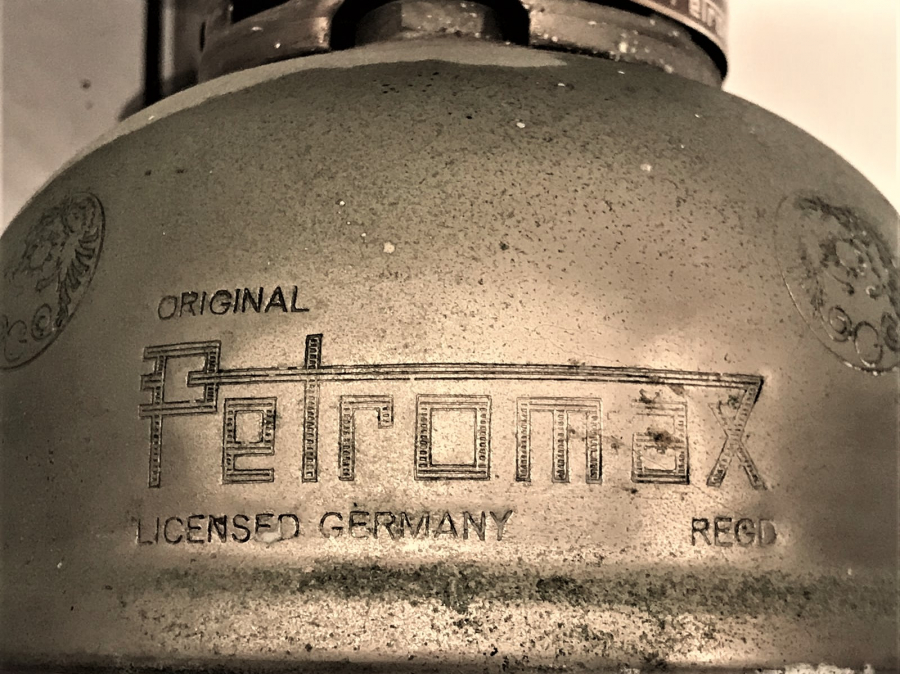 ORIGINAL
Petromax
LICENSED GERMANY REGD